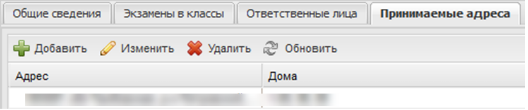 Общие сведения Экзамены в классы Ответственные лица Принимаемые адреса
Добавить Изменить Удалить Обновить
Адрес Дома